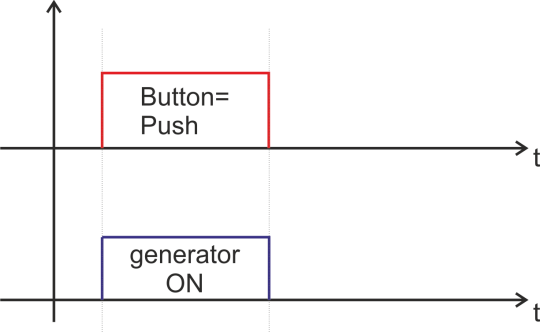 Button=
Push
t
generator
ON
t